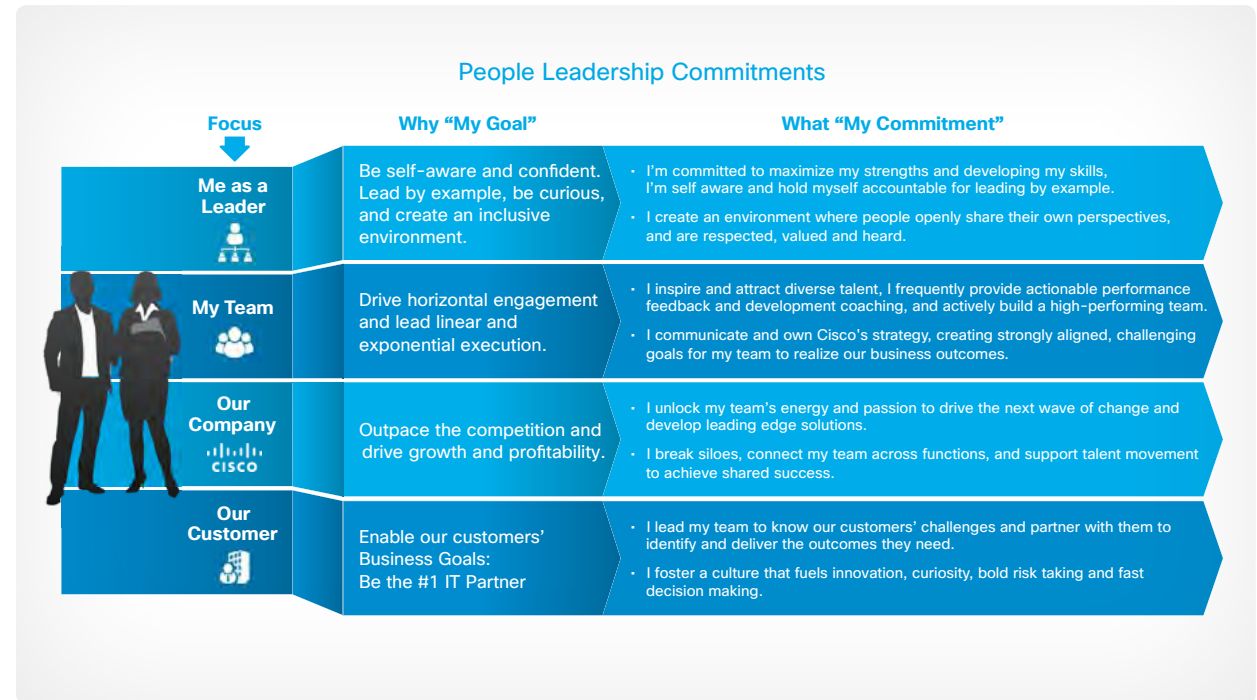 People Leadership Commitments
Focus
Why “My Goal”
What “My Commitment”
Me as a
Leader
Be self-aware and confident.
Lead by example, be curious,
and create an inclusive
environment.
· I’m committed to maximize my strengths and developing my skills,
I’m self aware and hold myself accountable for leading by example.
· I create an environment where people openly share their own perspectives,
and are respected, valued and heard.
My Team
Drive horizontal engagement
and lead linear and
exponential execution.
· I inspire and attract diverse talent, I frequently provide actionable performance
feedback and development coaching, and actively build a high-performing team.
· I communicate and own Cisco’s strategy, creating strongly aligned, challenging
goals for my team to realize our business outcomes.
Our
Company
CISCO
Outpace the competition and
drive growth and profitability.
· I unlock my team’s energy and passion to drive the next wave of change and
develop leading edge solutions.
· I break siloes, connect my team across functions, and support talent movement
to achieve shared success.
Our
Customer
Enable our customers’
Business Goals:
Be the #1 IT Partner
· I lead my team to know our customers’ challenges and partner with them to
identify and deliver the outcomes they need.
· I foster a culture that fuels innovation, curiosity, bold risk taking and fast
decision making.